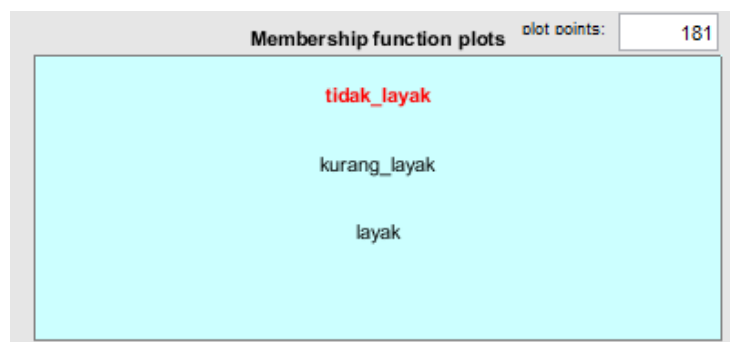 Membership function plots plot points: 181
tidak_layak
kurang_layak
layak